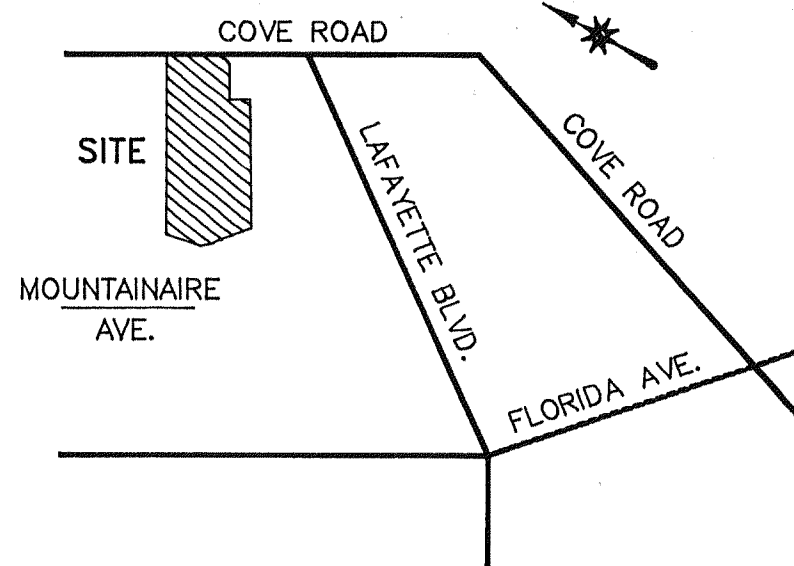 COVE ROAD
SITE
LAFAYETTE BLVD.
COVE ROAD
MOUNTAINAIRE
AVE.
FLORIDA AVE.